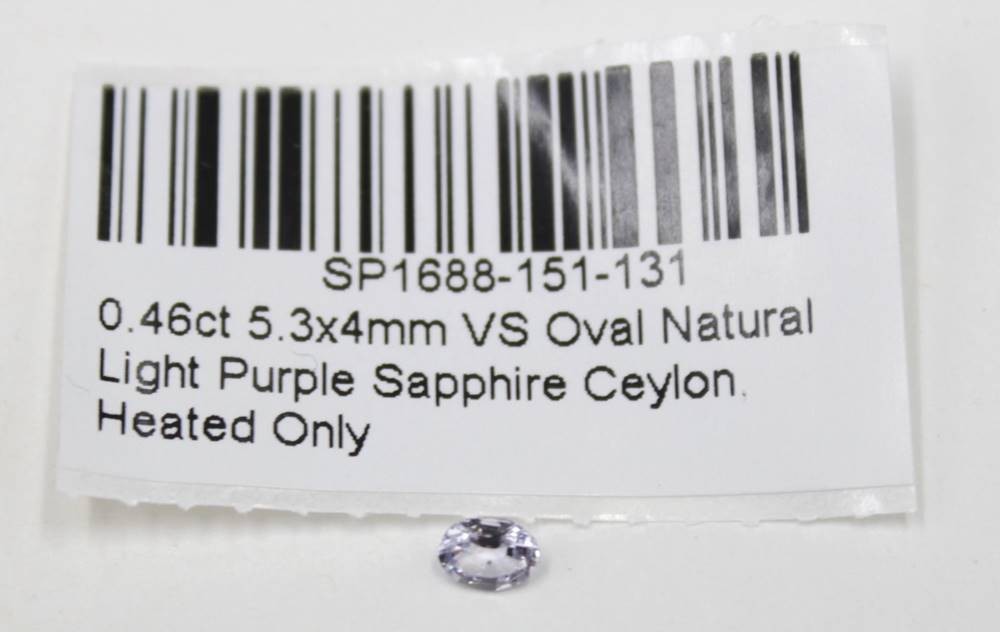 SP1688-151-131
0.46ct 5.3x4mm VS Oval Natural
Light Purple Sapphire Ceylon.
Heated Only